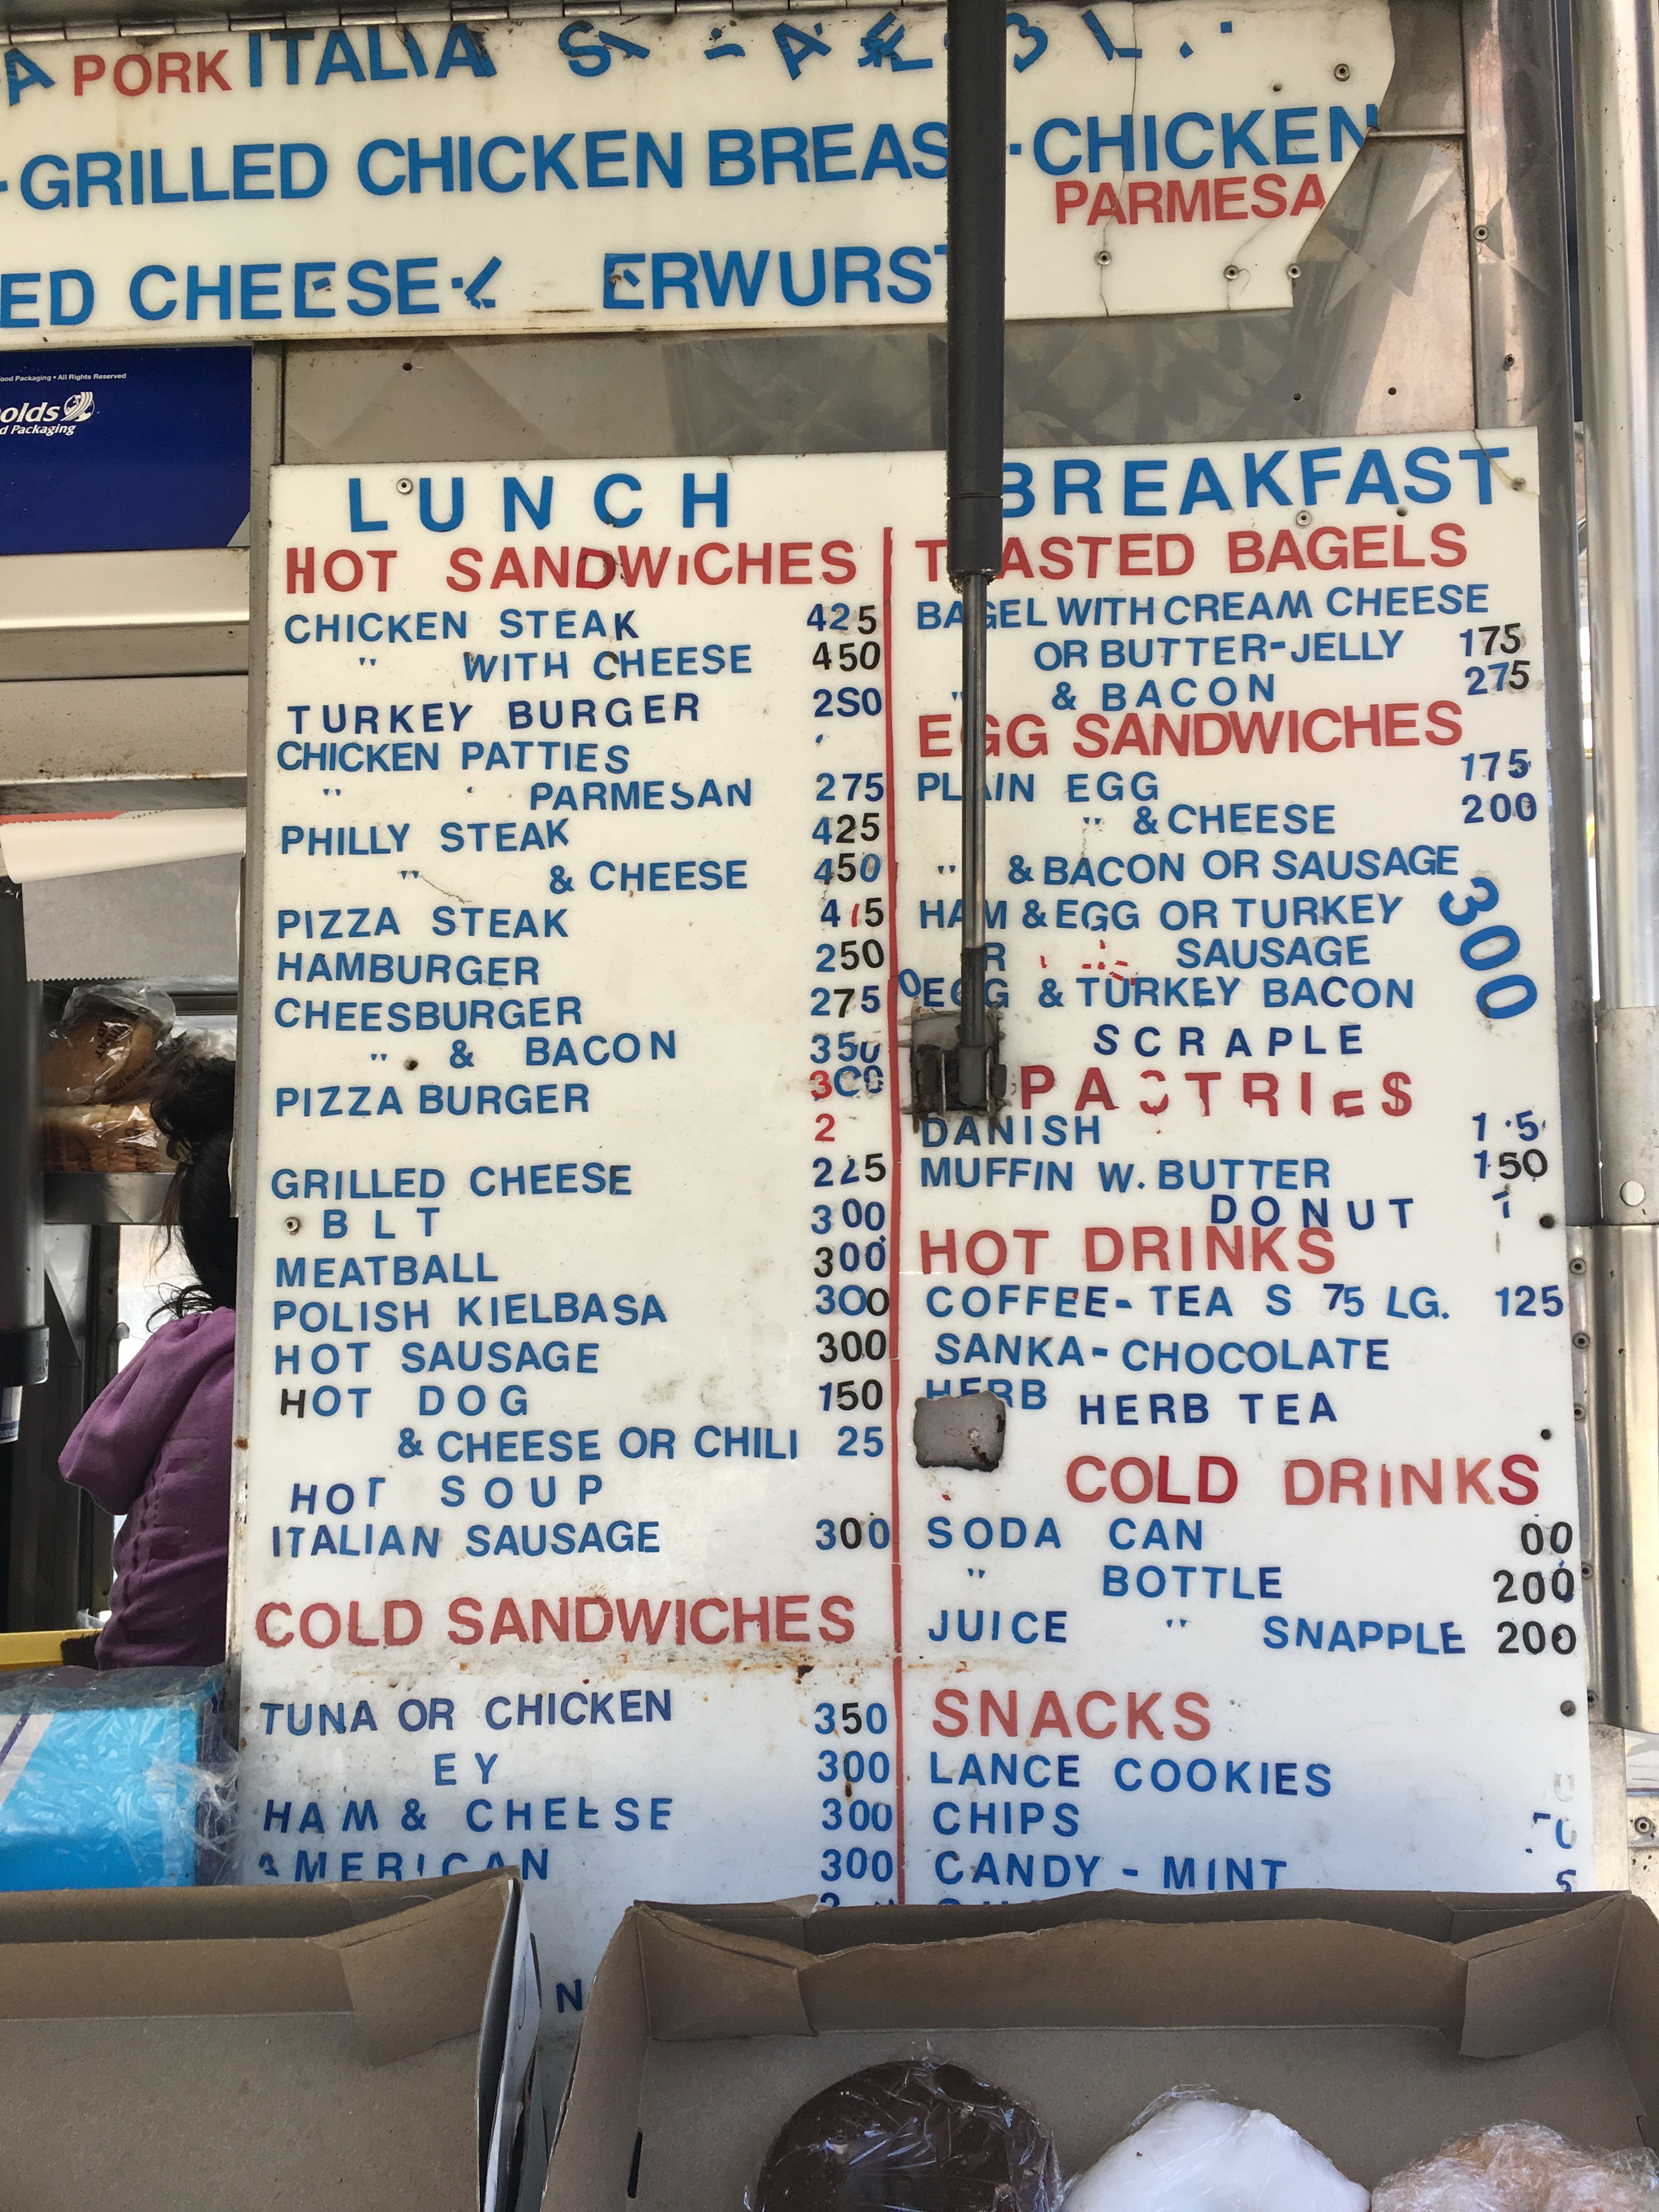 PORK ITALIA
GRILLED CHICKEN BREAS -CHICKEN
PARMESA
ED CHEESE- ERWURST
ood Packaging • All Rights Reserved
olds
d Packaging
LUNCH
HOT SANDWICHES
CHICKEN STEAK 425
" WITH CHEESE 450
TURKEY BURGER 2S0
CHICKEN PATTIES
" ' PARMESAN 275
PHILLY STEAK 425
" & CHEESE 450
PIZZA STEAK 4 5
HAMBURGER 250
CHEESBURGER 275
" & BACON 350
PIZZA BURGER 300
2
GRILLED CHEESE 225
BLT 300
MEATBALL 300
POLISH KIELBASA 300
HOT SAUSAGE 300
HOT DOG 150
& CHEESE OR CHILI 25
HOT SOUP
ITALIAN SAUSAGE 300
COLD SANDWICHES
TUNA OR CHICKEN 350
EY 300
HAM & CHEESE 300
AMERICAN 300
N
BREAKFAST
TOASTED BAGELS
BAGEL WITH CREAM CHEESE
OR BUTTER-JELLY 175
" & BACON 275
EGG SANDWICHES
PLAIN EGG 175
" & CHEESE 200
" & BACON OR SAUSAGE
HAM & EGG OR TURKEY 300
R SAUSAGE
EGG & TURKEY BACON
SCRAPLE
PASTRIES
DANISH 1 5
MUFFIN W. BUTTER 150
DONUT
HOT DRINKS
COFFEE- TEA S 75 LG. 125
SANKA- CHOCOLATE
HERB HERB TEA
COLD DRINKS
SODA CAN 00
" BOTTLE 200
JUICE " SNAPPLE 200
SNACKS
LANCE COOKIES
CHIPS
CANDY - MINT 5